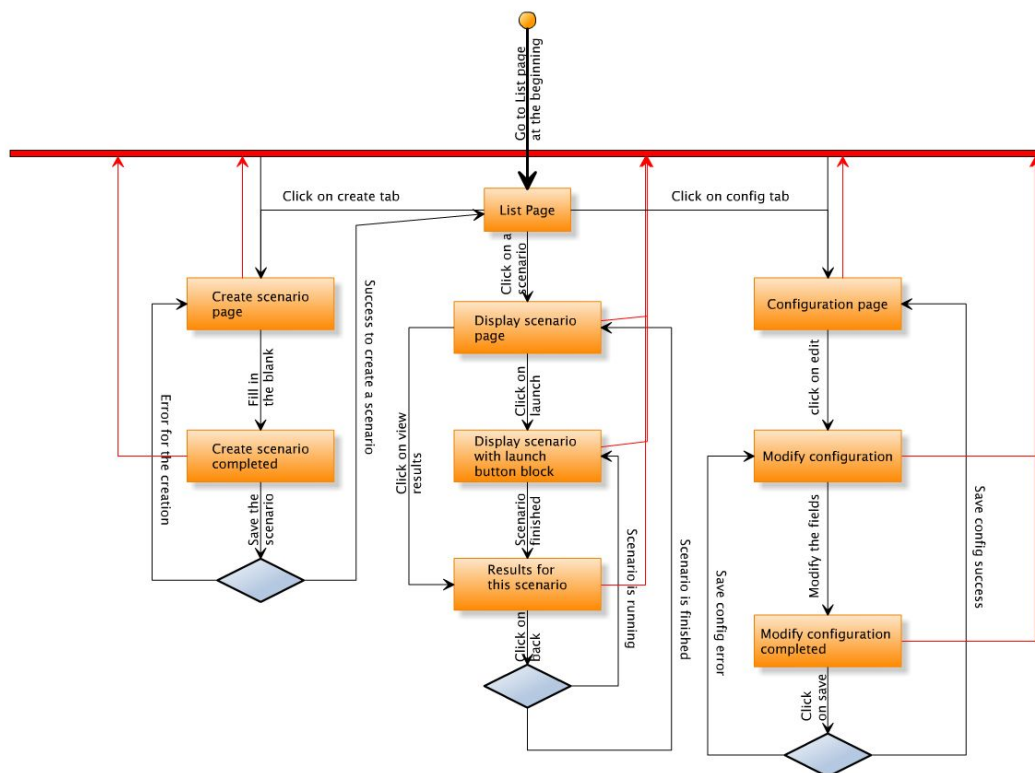 Go to List page
at the beginning
Click on create tab
List Page
Click on config tab
Click on a
scenario
Success to create a scenario
Create scenario
page
Display scenario
page
Configuration page
Fill in
the blank
Click on
launch
click on edit
Error for the creation
Click on view
results
Create scenario
completed
Display scenario
with launch
button block
Modify configuration
Save the
scenario
Scenario
finished
Modify the fields
Save config success
Scenario is running
Scenario is finished
Save config error
Results for
this scenario
Click on
back
Modify configuration
completed
Click
on save